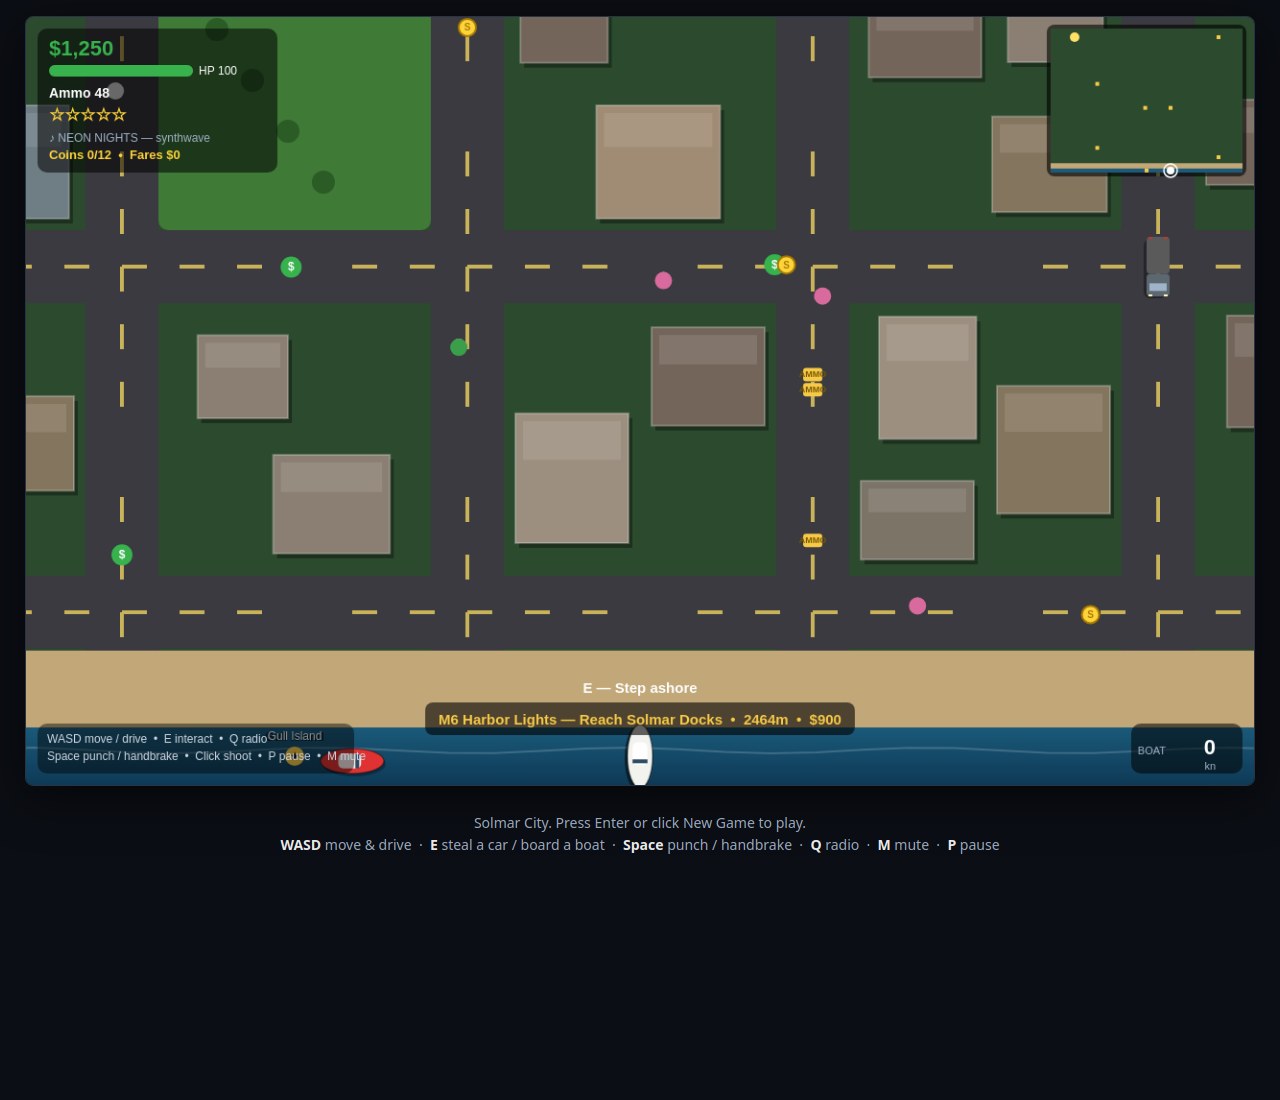 $1,250
HP 100
Ammo 48
☆☆☆☆☆
♪ NEON NIGHTS — synthwave
Coins 0/12 • Fares $0
S
$
$
S
AMMO
AMMO
AMMO
$
S
E — Step ashore
M6 Harbor Lights — Reach Solmar Docks • 2464m • $900
Gull Island
WASD move / drive • E interact • Q radio
Space punch / handbrake • Click shoot • P pause • M mute
BOAT 0
kn
Solmar City. Press Enter or click New Game to play.
WASD move & drive · E steal a car / board a boat · Space punch / handbrake · Q radio · M mute · P pause